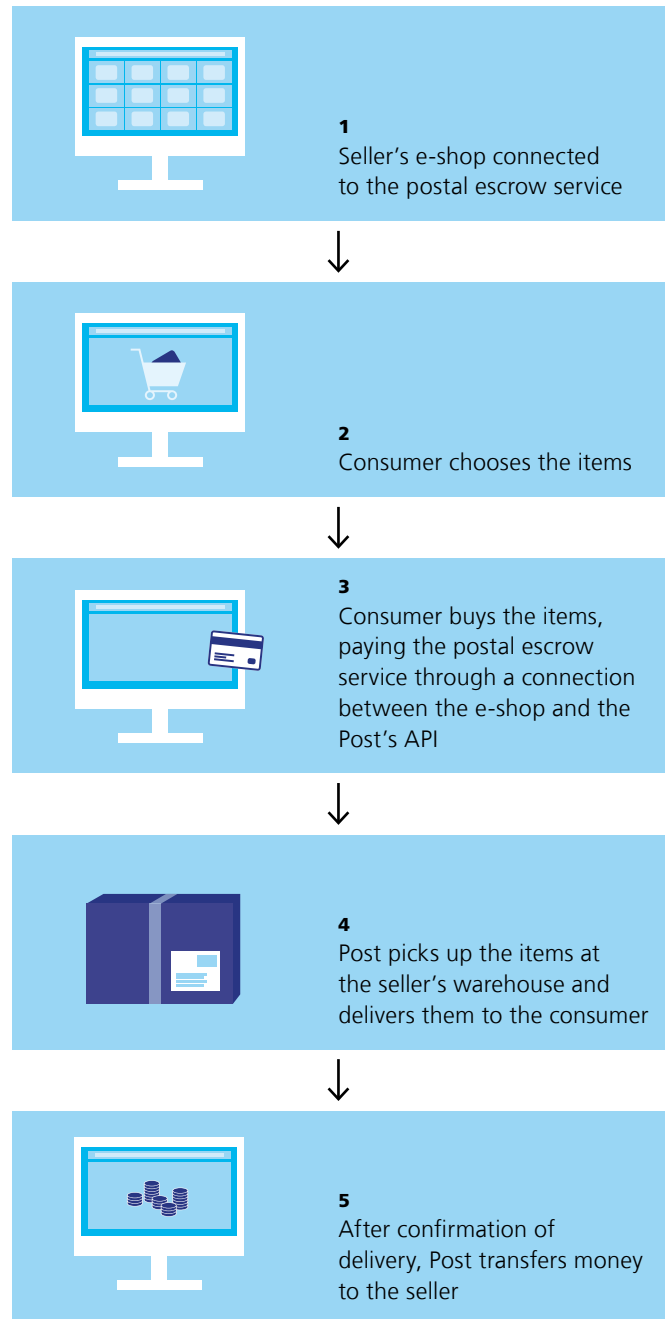 1
Seller’s e-shop connected
to the postal escrow service
2
Consumer chooses the items
3
Consumer buys the items,
paying the postal escrow
service through a connection
between the e-shop and the
Post’s API
4
Post picks up the items at
the seller’s warehouse and
delivers them to the consumer
5
After confirmation of
delivery, Post transfers money
to the seller